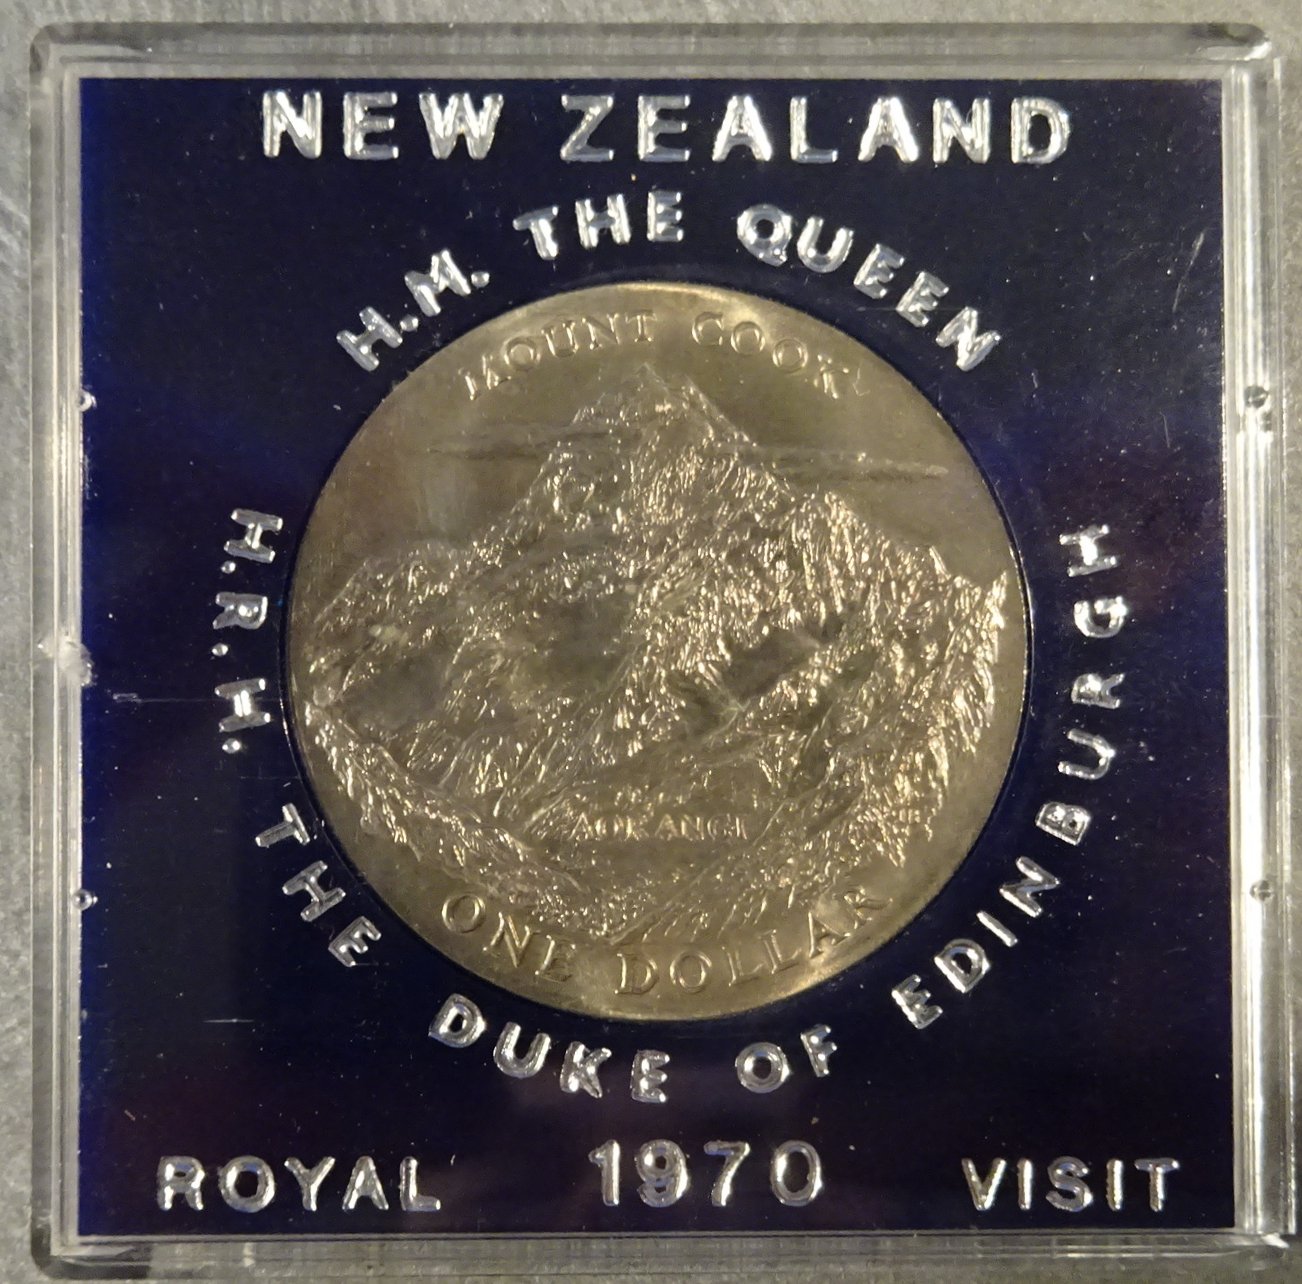 NEW ZEALAND
H.M. THE QUEEN
H.R.H. THE DUKE OF EDINBURGH
MOUNT COOK
AORANGI
ONE DOLLAR
ROYAL 1970 VISIT